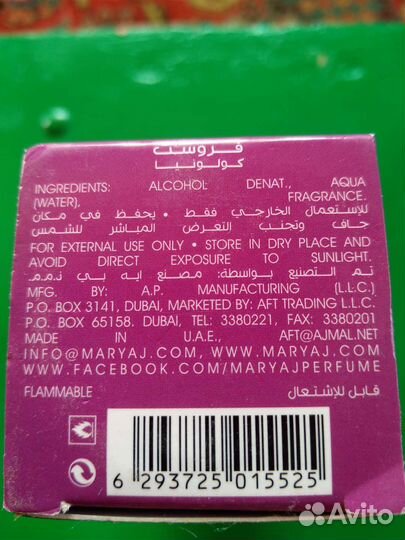 فروست
كولونيا
INGREDIENTS: ALCOHOL DENAT., AQUA
(WATER), FRAGRANCE.
للإستعمال الخارجي فقط • يحفظ في مكان
جاف وتجنب التعرض المباشر للشمس
FOR EXTERNAL USE ONLY • STORE IN DRY PLACE AND
AVOID DIRECT EXPOSURE TO SUNLIGHT.
تم التصنيع بواسطة: مصنع ايه بي ذ.م.م.
MFG. BY: A.P. MANUFACTURING (L.L.C.)
P.O. BOX 3141, DUBAI, MARKETED BY: AFT TRADING L.L.C.
P.O. BOX 65158. DUBAI, TEL: 3380221, FAX: 3380201
MADE IN U.A.E., AFT@AJMAL.NET
INFO@MARYAJ.COM, WWW.MARYAJ.COM
WWW.FACEBOOK.COM/MARYAJPERFUME
FLAMMABLE قابل للإشتعال
6 293725 015525
Avito